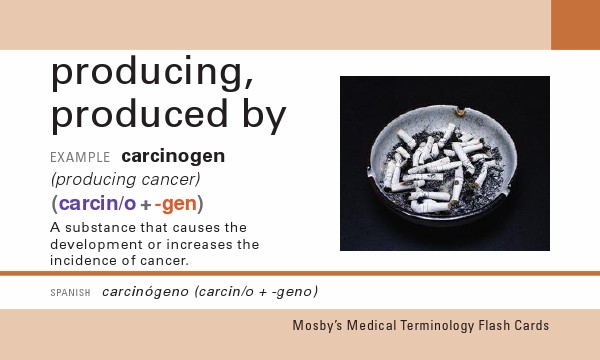 producing,
produced by
EXAMPLE carcinogen
(producing cancer)
(carcin/o + -gen)
A substance that causes the
development or increases the
incidence of cancer.
SPANISH carcinógeno (carcin/o + -geno)
Mosby's Medical Terminology Flash Cards